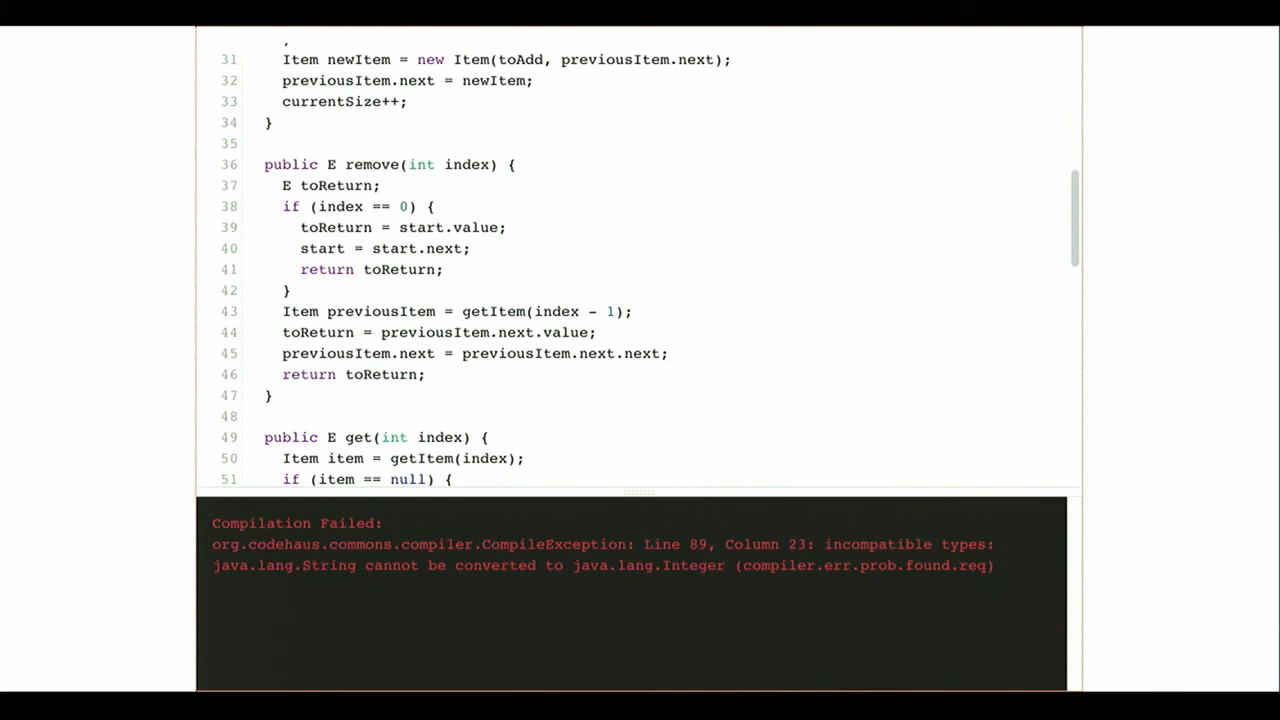 31 Item newItem = new Item(toAdd, previousItem.next);
32 previousItem.next = newItem;
33 currentSize++;
34 }
35
36 public E remove(int index) {
37 E toReturn;
38 if (index == 0) {
39 toReturn = start.value;
40 start = start.next;
41 return toReturn;
42 }
43 Item previousItem = getItem(index - 1);
44 toReturn = previousItem.next.value;
45 previousItem.next = previousItem.next.next;
46 return toReturn;
47 }
48
49 public E get(int index) {
50 Item item = getItem(index);
51 if (item == null) {
Compilation Failed:
org.codehaus.commons.compiler.CompileException: Line 89, Column 23: incompatible types:
java.lang.String cannot be converted to java.lang.Integer (compiler.err.prob.found.req)